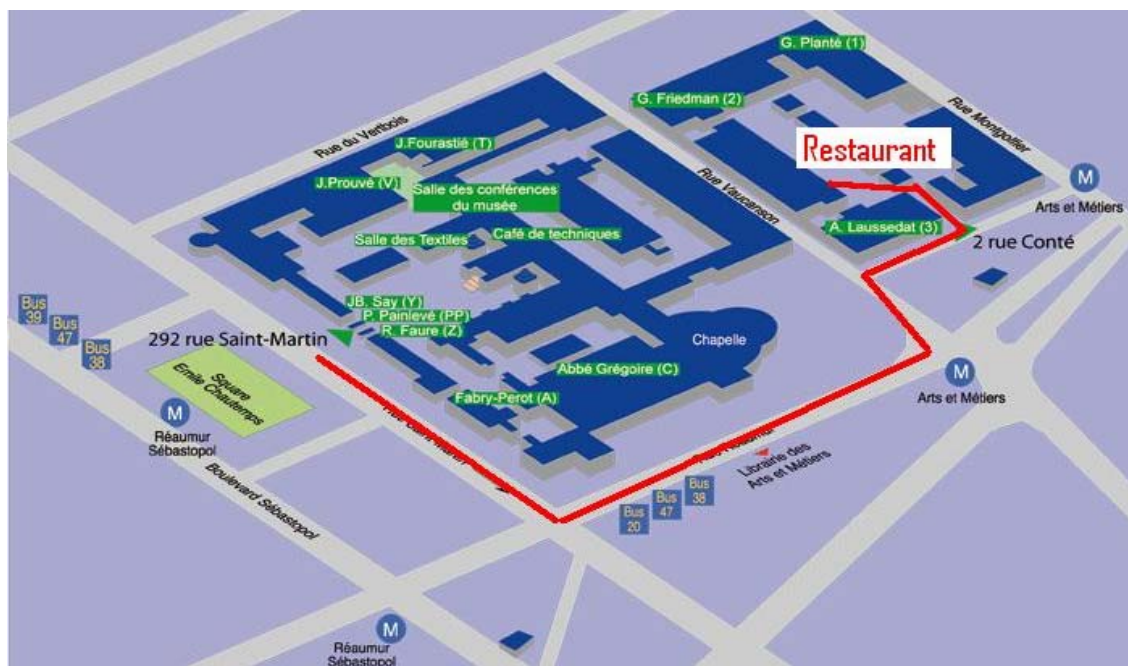 G. Planté (1)
G. Friedman (2)
Rue Montgolfier
Rue du Vertbois
J.Fourastié (T)
Restaurant
M
Arts et Métiers
J.Prouvé (V)
Salle des conférences
du musée
Rue Vaucanson
A. Laussedat (3)
2 rue Conté
Salle des Textiles
Café de techniques
Bus
39
Bus
47
Bus
38
JB. Say (Y)
P. Painlevé (PP)
R. Faure (Z)
292 rue Saint-Martin
Chapelle
Abbé Grégoire (C)
Square
Emile Chautemps
Fabry-Perot (A)
M
Arts et Métiers
M
Réaumur
Sébastopol
Rue Saint-Martin
Rue Réaumur
Librairie des
Arts et Métiers
Boulevard Sébastopol
Bus
20
Bus
47
Bus
38
M
Réaumur
Sébastopol